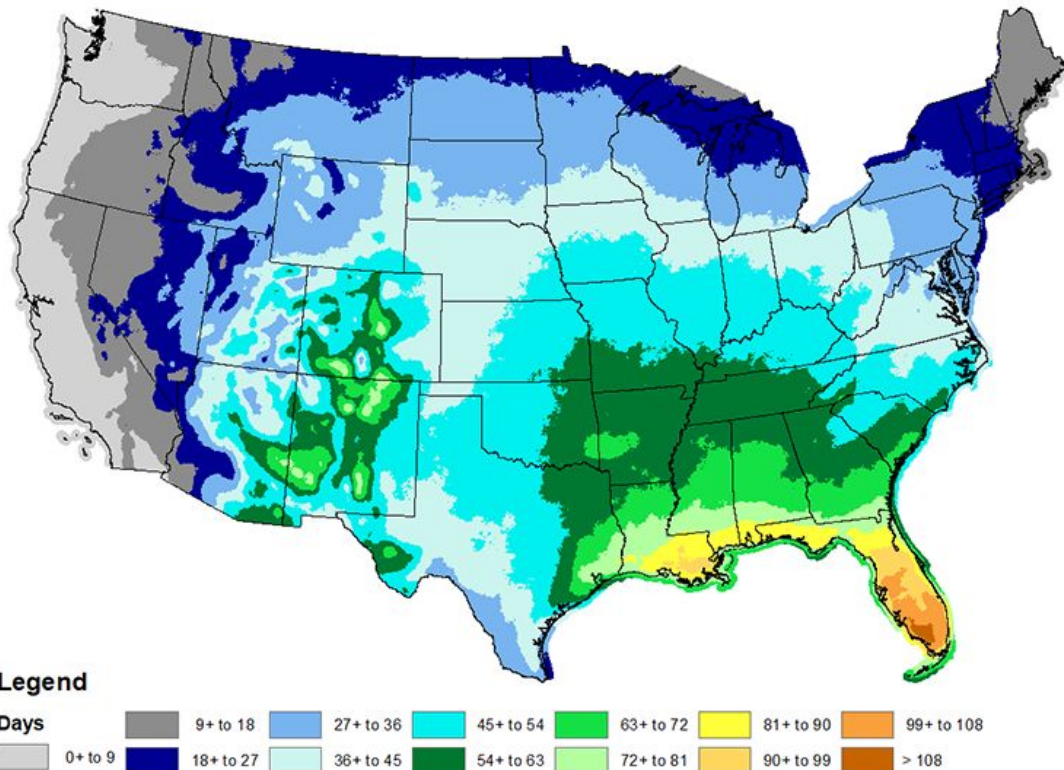 Legend
Days
9+ to 18
27+ to 36
45+ to 54
63+ to 72
81+ to 90
99+ to 108
0+ to 9
18+ to 27
36+ to 45
54+ to 63
72+ to 81
90+ to 99
> 108